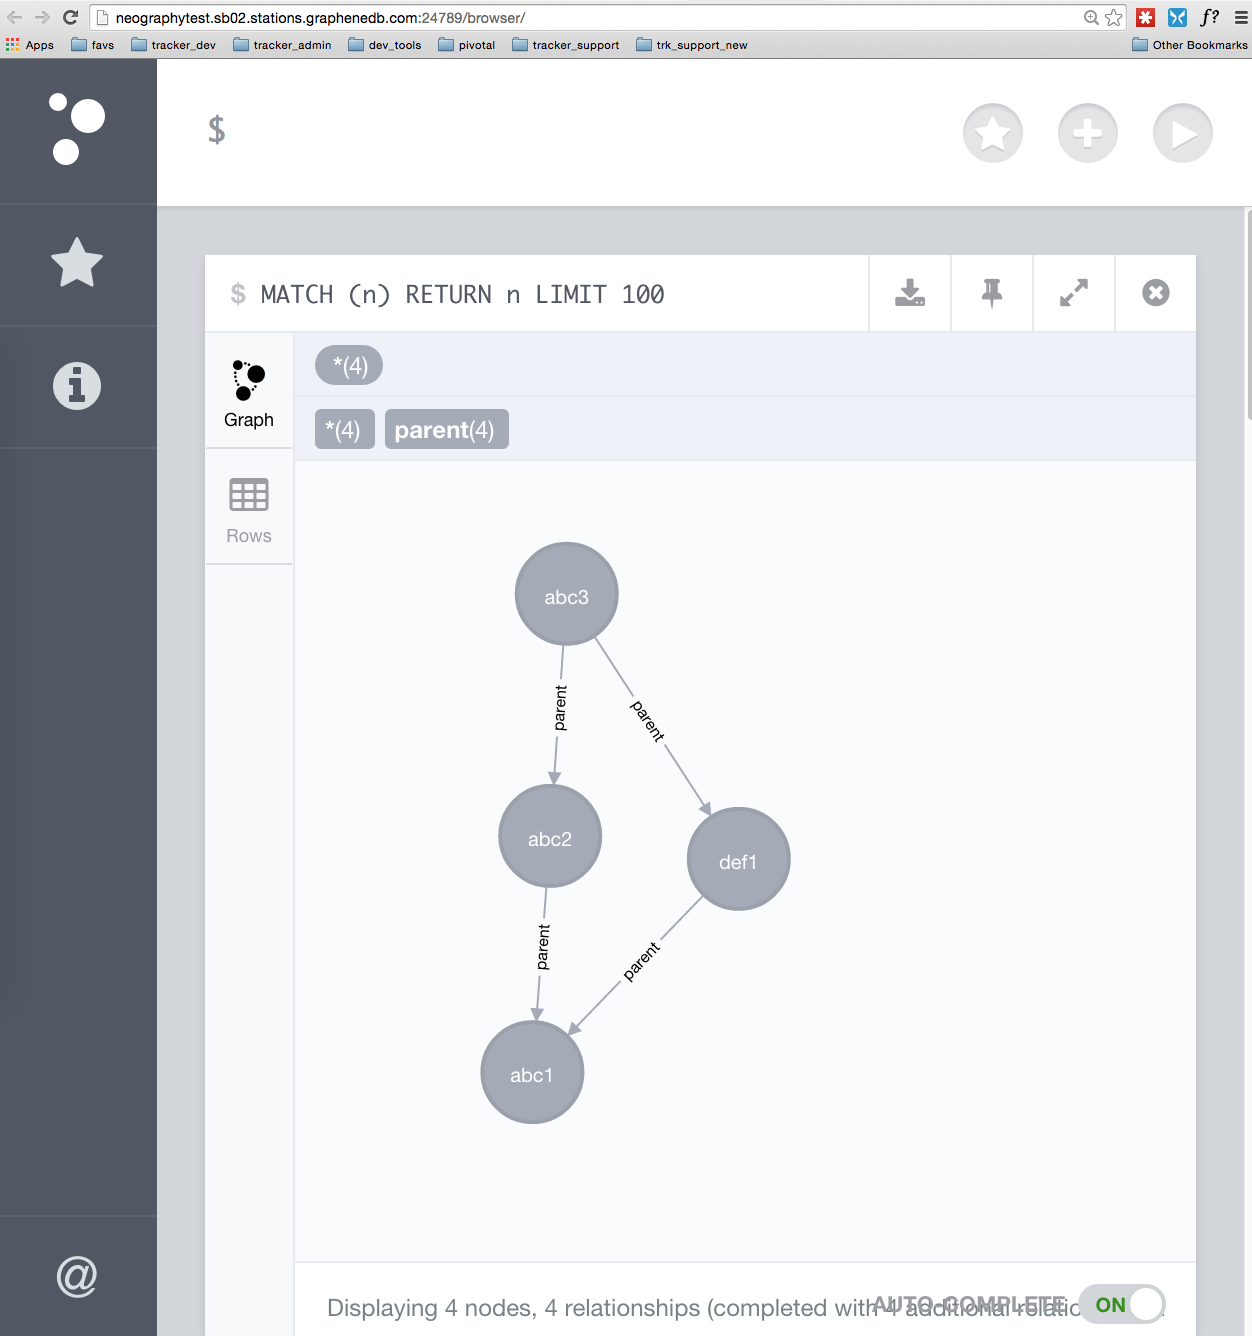 neographytest.sb02.stations.graphenedb.com:24789/browser/
f?
Apps favs tracker_dev tracker_admin dev_tools pivotal tracker_support trk_support_new Other Bookmarks
$
$ MATCH (n) RETURN n LIMIT 100
*(4)
Graph
*(4) parent(4)
Rows
abc3
parent
parent
abc2
def1
parent
parent
abc1
@
Displaying 4 nodes, 4 relationships (completed with 4 additional
AUTO-COMPLETE ON